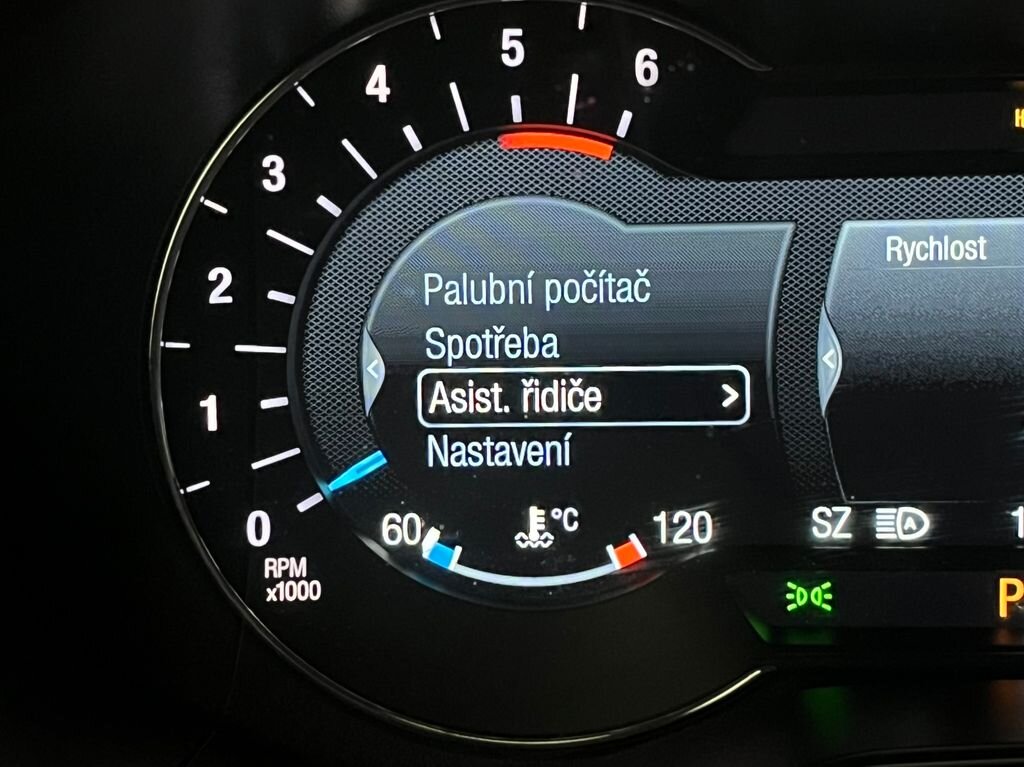 5
4
6
3
2
1
0
RPM
x1000
Palubní počítač
Spotřeba
Asist. řidiče >
Nastavení
60 °C 120
Rychlost
SZ
P